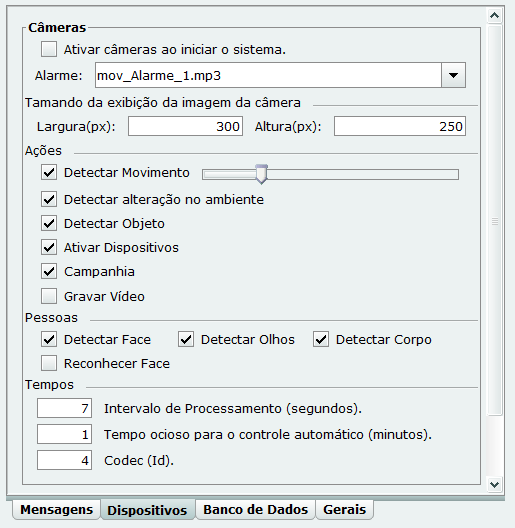 Câmeras
Ativar câmeras ao iniciar o sistema.
Alarme: mov_Alarme_1.mp3
Tamando da exibição da imagem da câmera
Largura(px): 300 Altura(px): 250
Ações
Detectar Movimento
Detectar alteração no ambiente
Detectar Objeto
Ativar Dispositivos
Campanhia
Gravar Vídeo
Pessoas
Detectar Face Detectar Olhos Detectar Corpo
Reconhecer Face
Tempos
7 Intervalo de Processamento (segundos).
1 Tempo ocioso para o controle automático (minutos).
4 Codec (Id).
Mensagens Dispositivos Banco de Dados Gerais